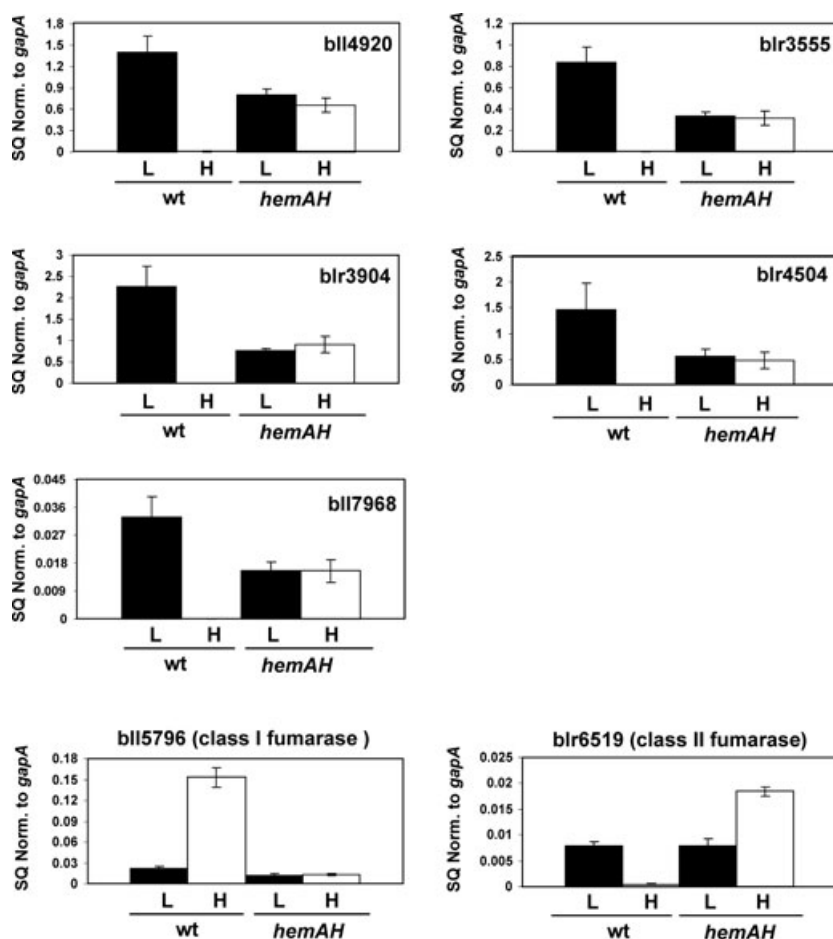 bll4920
SQ Norm. to gapA
1.8
1.5
1.2
0.9
0.6
0.3
0
L H L H
wt hemAH
blr3555
SQ Norm. to gapA
1.2
1
0.8
0.6
0.4
0.2
0
L H L H
wt hemAH
blr3904
SQ Norm. to gapA
3
2.5
2
1.5
1
0.5
0
L H L H
wt hemAH
blr4504
SQ Norm. to gapA
2.5
2
1.5
1
0.5
0
L H L H
wt hemAH
bll7968
SQ Norm. to gapA
0.045
0.036
0.027
0.018
0.009
0
L H L H
wt hemAH
bll5796 (class I fumarase )
SQ Norm. to gapA
0.18
0.15
0.12
0.09
0.06
0.03
0
L H L H
wt hemAH
blr6519 (class II fumarase)
SQ Norm. to gapA
0.025
0.02
0.015
0.01
0.005
0
L H L H
wt hemAH